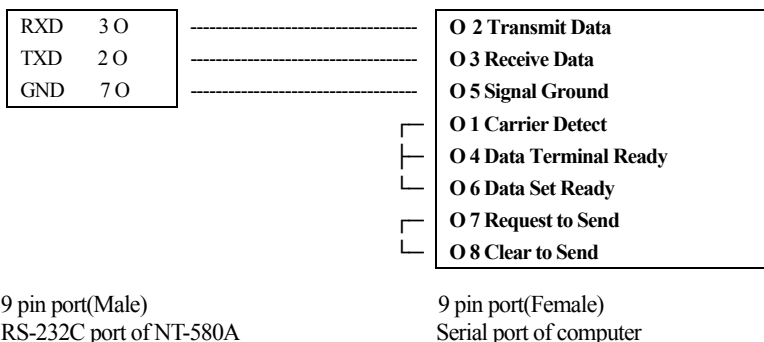 RXD 3 O ------------------------------------ O 2 Transmit Data
TXD 2 O ------------------------------------ O 3 Receive Data
GND 7 O ------------------------------------ O 5 Signal Ground
O 1 Carrier Detect
O 4 Data Terminal Ready
O 6 Data Set Ready
O 7 Request to Send
O 8 Clear to Send
9 pin port(Male) 9 pin port(Female)
RS-232C port of NT-580A Serial port of computer